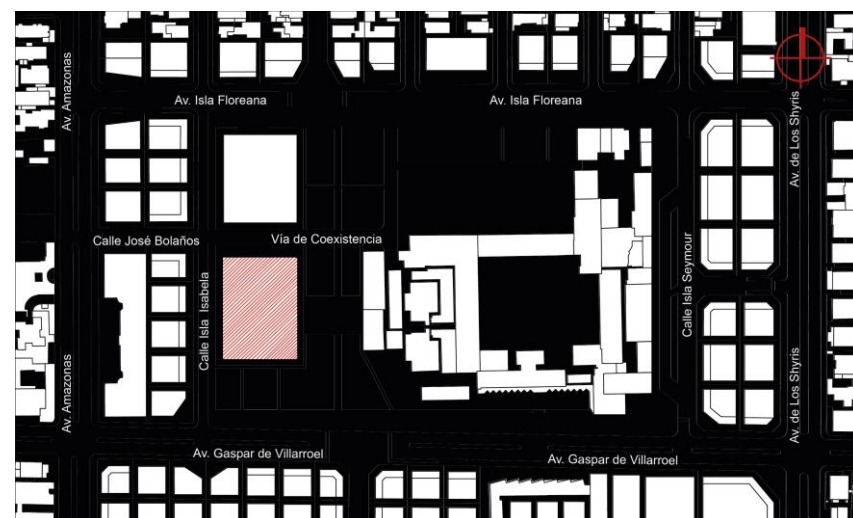 Av. Amazonas
Av. Isla Floreana
Av. Isla Floreana
Av. de Los Shyris
Calle José Bolaños
Vía de Coexistencia
Calle Isla Isabela
Calle Isla Seymour
Av. Amazonas
Av. de Los Shyris
Av. Gaspar de Villarroel
Av. Gaspar de Villarroel